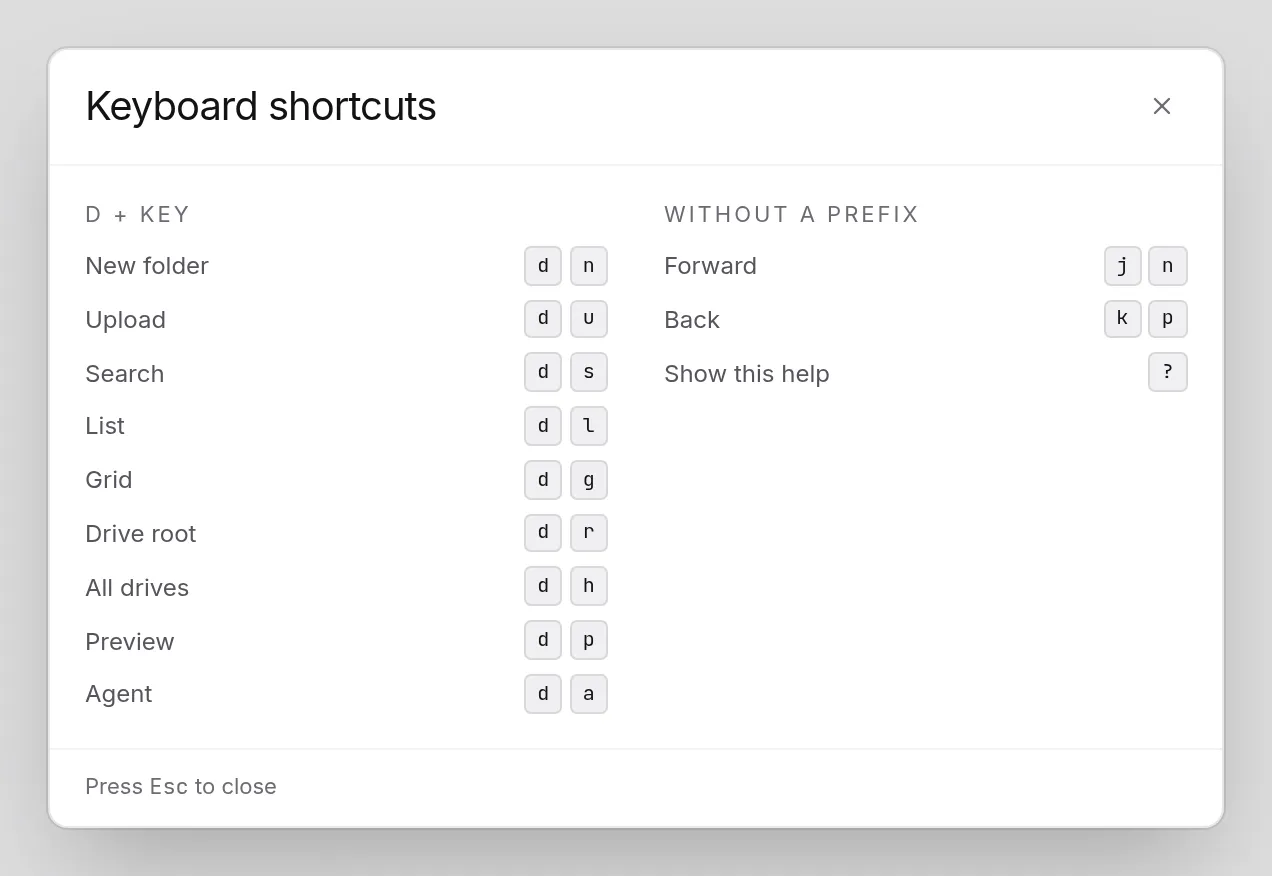 Keyboard shortcuts
D + KEY
New folder d n
Upload d u
Search d s
List d l
Grid d g
Drive root d r
All drives d h
Preview d p
Agent d a
WITHOUT A PREFIX
Forward j n
Back k p
Show this help ?
Press Esc to close